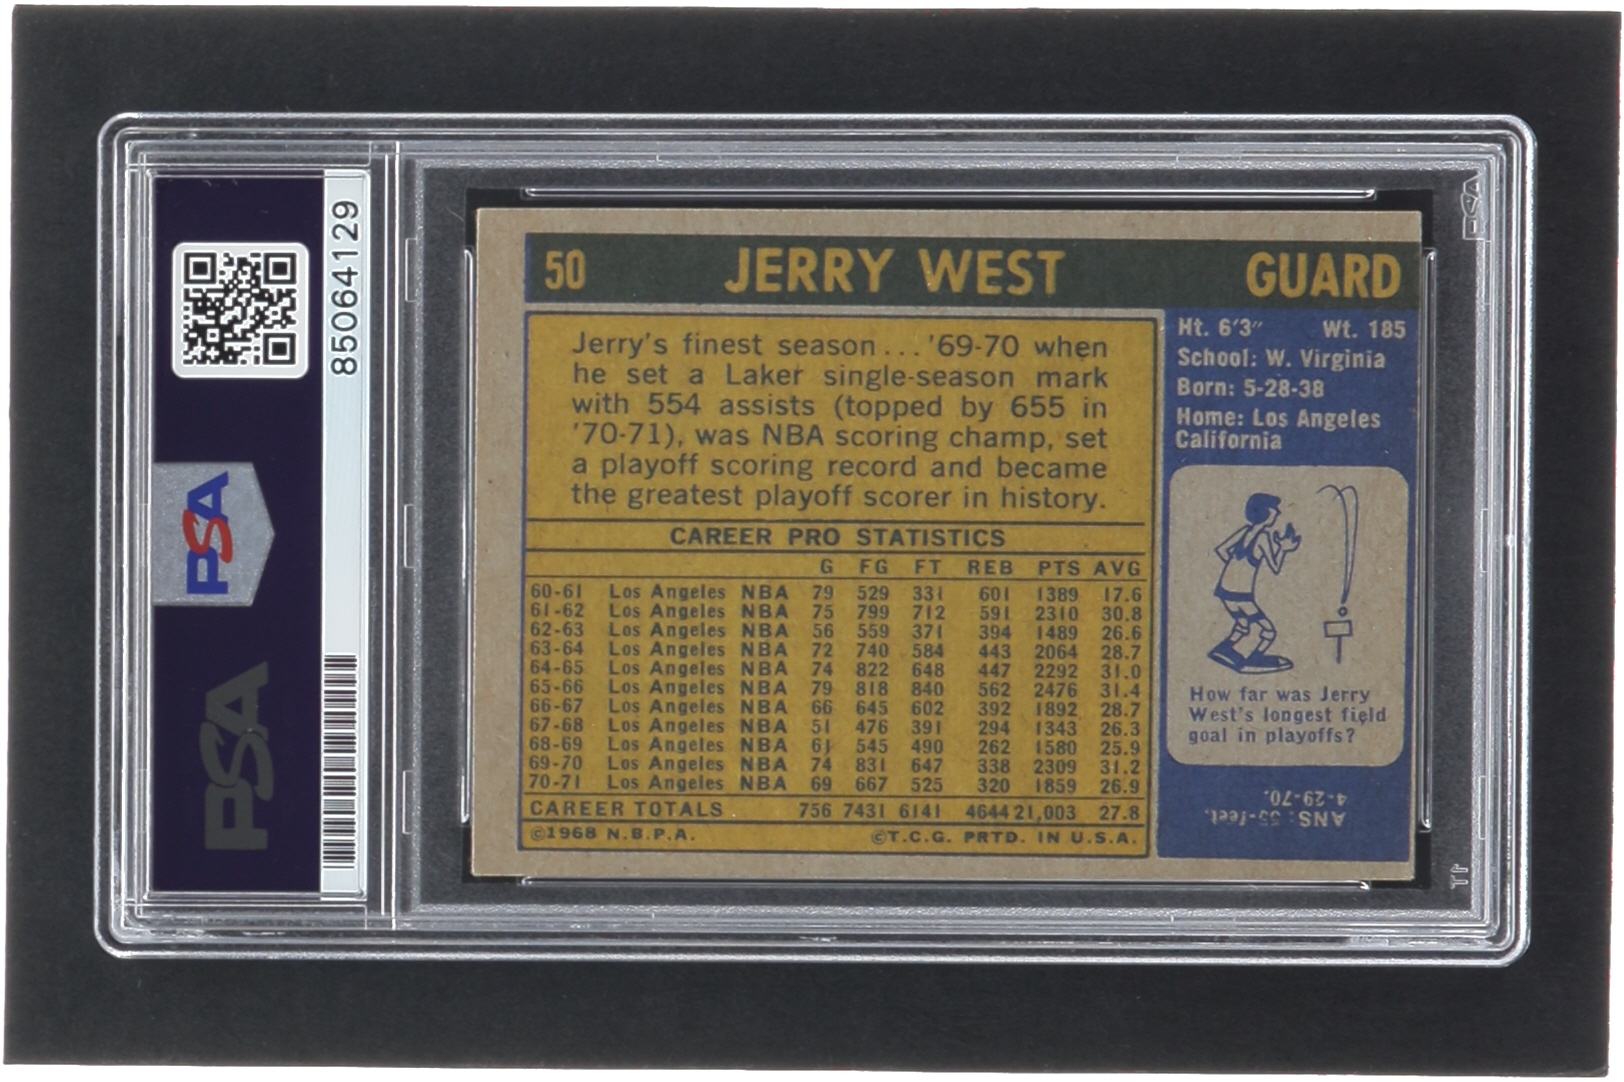 85064129
PSA
PSA
50 JERRY WEST GUARD
Jerry's finest season...'69-70 when
he set a Laker single-season mark
with 554 assists (topped by 655 in
'70-71), was NBA scoring champ, set
a playoff scoring record and became
the greatest playoff scorer in history.
CAREER PRO STATISTICS
G FG FT REB PTS AVG
60-61 Los Angeles NBA 79 529 331 601 1389 17.6
61-62 Los Angeles NBA 75 799 712 591 2310 30.8
62-63 Los Angeles NBA 56 559 371 394 1489 26.6
63-64 Los Angeles NBA 72 740 584 443 2064 28.7
64-65 Los Angeles NBA 74 822 648 447 2292 31.0
65-66 Los Angeles NBA 79 818 840 562 2476 31.4
66-67 Los Angeles NBA 66 645 602 392 1892 28.7
67-68 Los Angeles NBA 51 476 391 294 1343 26.3
68-69 Los Angeles NBA 61 545 490 262 1580 25.9
69-70 Los Angeles NBA 74 831 647 338 2309 31.2
70-71 Los Angeles NBA 69 667 525 320 1859 26.9
CAREER TOTALS 756 7431 6141 4644 21,003 27.8
©1968 N.B.P.A. ©T.C.G. PRTD. IN U.S.A.
Ht. 6'3" Wt. 185
School: W. Virginia
Born: 5-28-38
Home: Los Angeles
California
How far was Jerry
West's longest field
goal in playoffs?
ANS: 55-feet,
4-29-70.
PSA